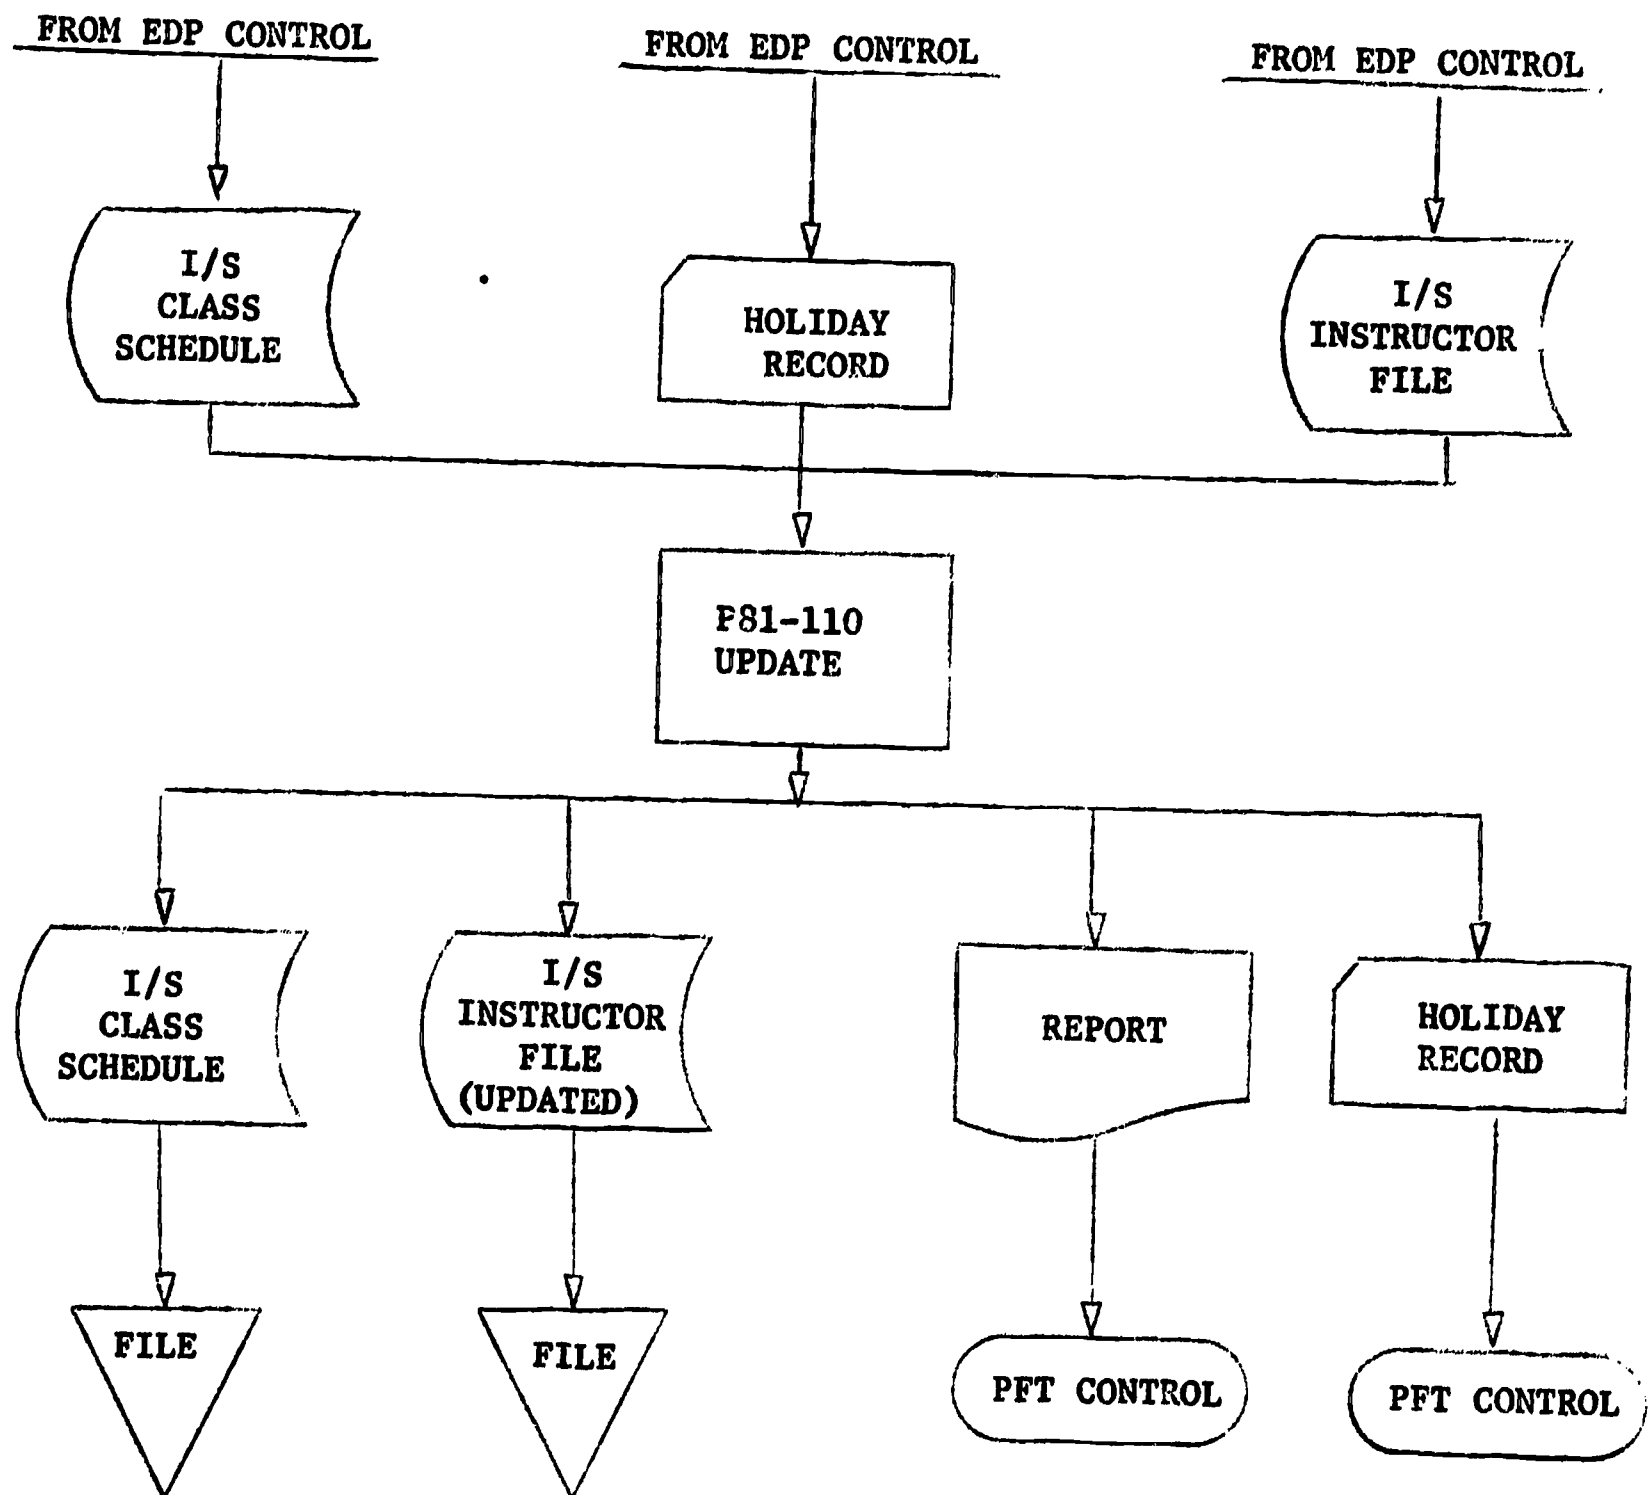 FROM EDP CONTROL
FROM EDP CONTROL
FROM EDP CONTROL
I/S
CLASS
SCHEDULE
HOLIDAY
RECORD
I/S
INSTRUCTOR
FILE
P81-110
UPDATE
I/S
CLASS
SCHEDULE
I/S
INSTRUCTOR
FILE
(UPDATED)
REPORT
HOLIDAY
RECORD
FILE
FILE
PFT CONTROL
PFT CONTROL